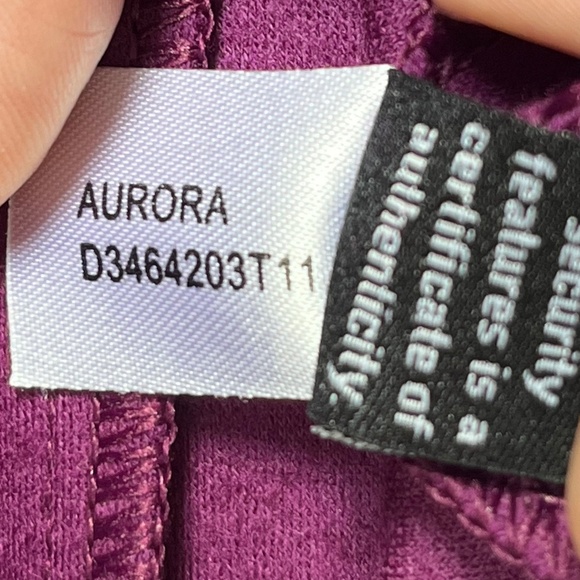 AURORA
D3464203T11
security
features is a
certificate of
authenticity.